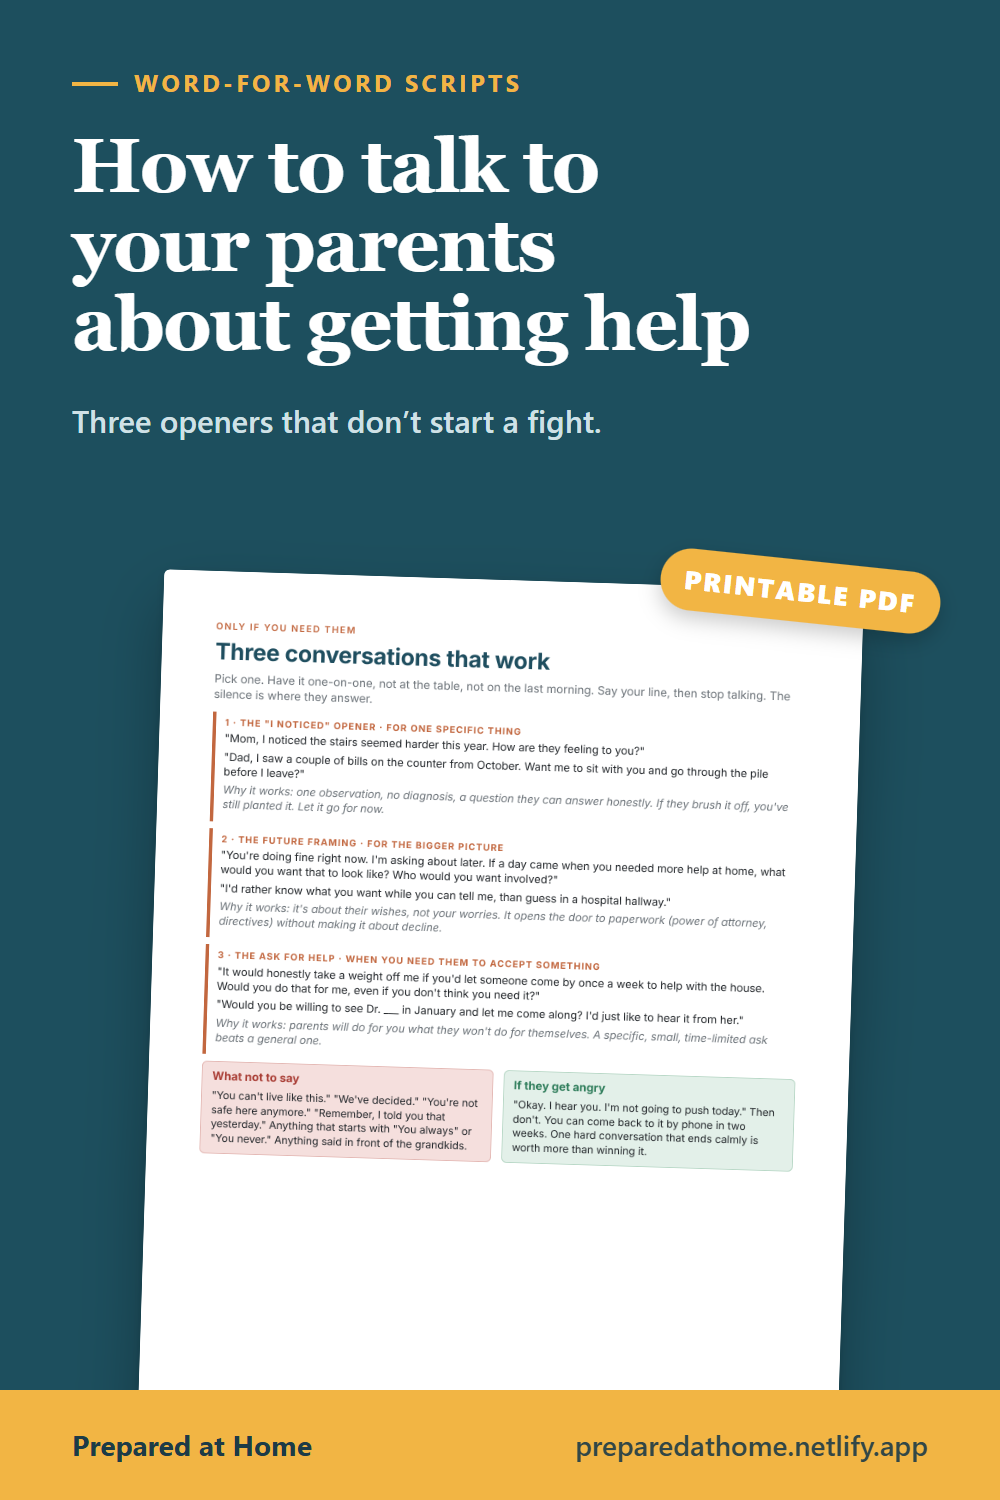 WORD-FOR-WORD SCRIPTS
How to talk to
your parents
about getting help
Three openers that don’t start a fight.
PRINTABLE PDF
ONLY IF YOU NEED THEM
Three conversations that work
Pick one. Have it one-on-one, not at the table, not on the last morning. Say your line, then stop talking. The
silence is where they answer.
1 · THE "I NOTICED" OPENER · FOR ONE SPECIFIC THING
"Mom, I noticed the stairs seemed harder this year. How are they feeling to you?"
"Dad, I saw a couple of bills on the counter from October. Want me to sit with you and go through the pile
before I leave?"
Why it works: one observation, no diagnosis, a question they can answer honestly. If they brush it off, you've
still planted it. Let it go for now.
2 · THE FUTURE FRAMING · FOR THE BIGGER PICTURE
"You're doing fine right now. I'm asking about later. If a day came when you needed more help at home, what
would you want that to look like? Who would you want involved?"
"I'd rather know what you want while you can tell me, than guess in a hospital hallway."
Why it works: it's about their wishes, not your worries. It opens the door to paperwork (power of attorney,
directives) without making it about decline.
3 · THE ASK FOR HELP · WHEN YOU NEED THEM TO ACCEPT SOMETHING
"It would honestly take a weight off me if you'd let someone come by once a week to help with the house.
Would you do that for me, even if you don't think you need it?"
"Would you be willing to see Dr. ___ in January and let me come along? I'd just like to hear it from her."
Why it works: parents will do for you what they won't do for themselves. A specific, small, time-limited ask
beats a general one.
What not to say
"You can't live like this." "We've decided." "You're not
safe here anymore." "Remember, I told you that
yesterday." Anything that starts with "You always" or
"You never." Anything said in front of the grandkids.
If they get angry
"Okay. I hear you. I'm not going to push today." Then
don't. You can come back to it by phone in two
weeks. One hard conversation that ends calmly is
worth more than winning it.
Prepared at Home
preparedathome.netlify.app